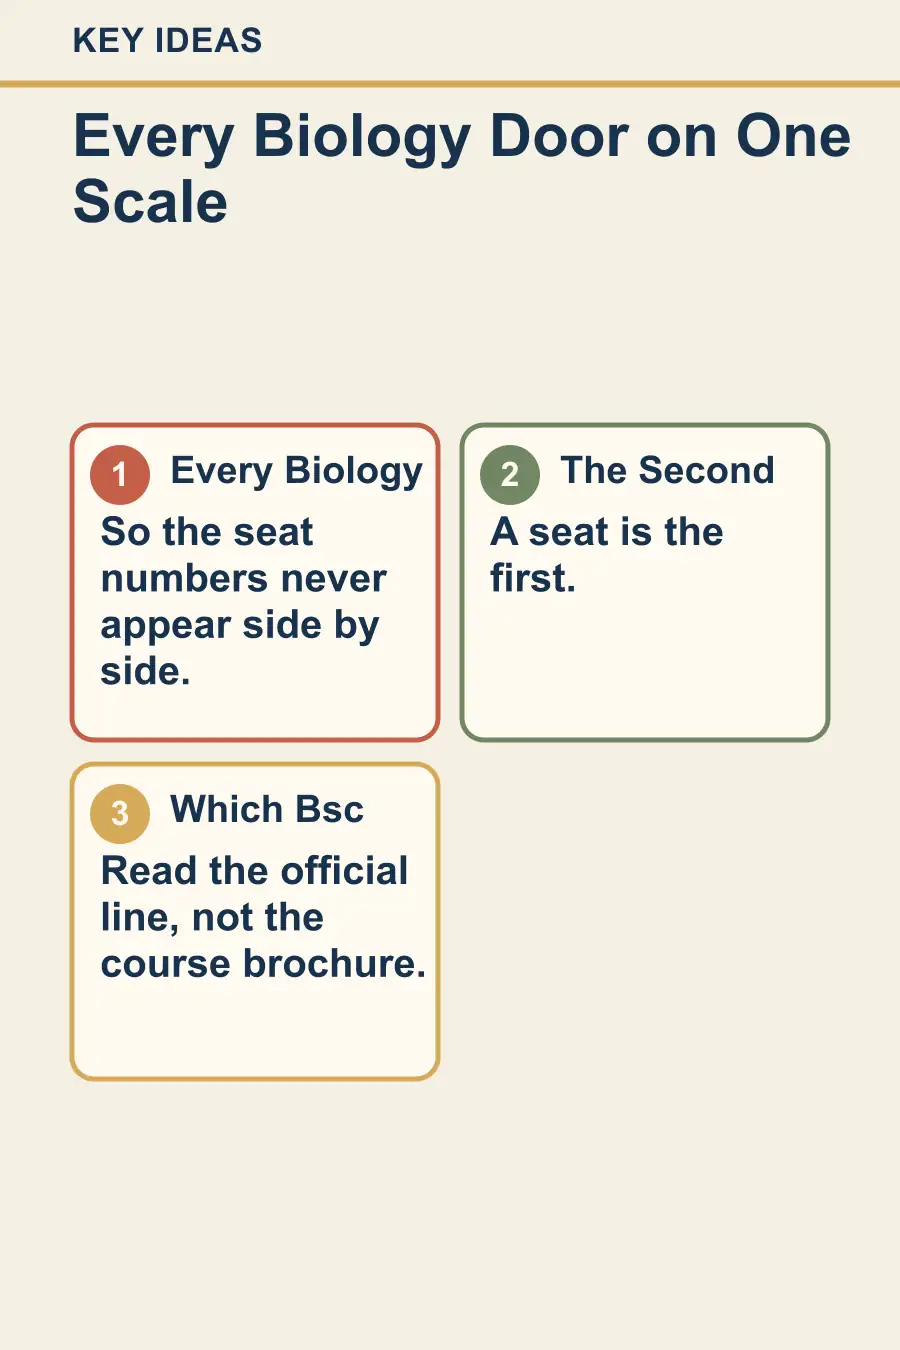 KEY IDEAS
Every Biology Door on One
Scale
1 Every Biology
So the seat
numbers never
appear side by
side.
2 The Second
A seat is the
first.
3 Which Bsc
Read the official
line, not the
course brochure.